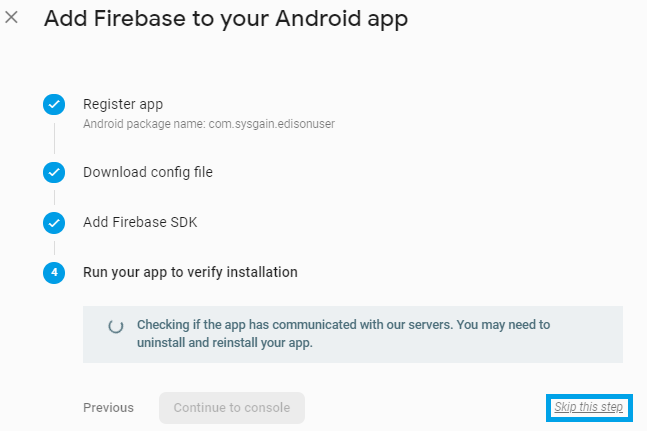 Add Firebase to your Android app
Register app
Android package name: com.sysgain.edisonuser
Download config file
Add Firebase SDK
4
Run your app to verify installation
Checking if the app has communicated with our servers. You may need to
uninstall and reinstall your app.
Previous
Continue to console
Skip this step